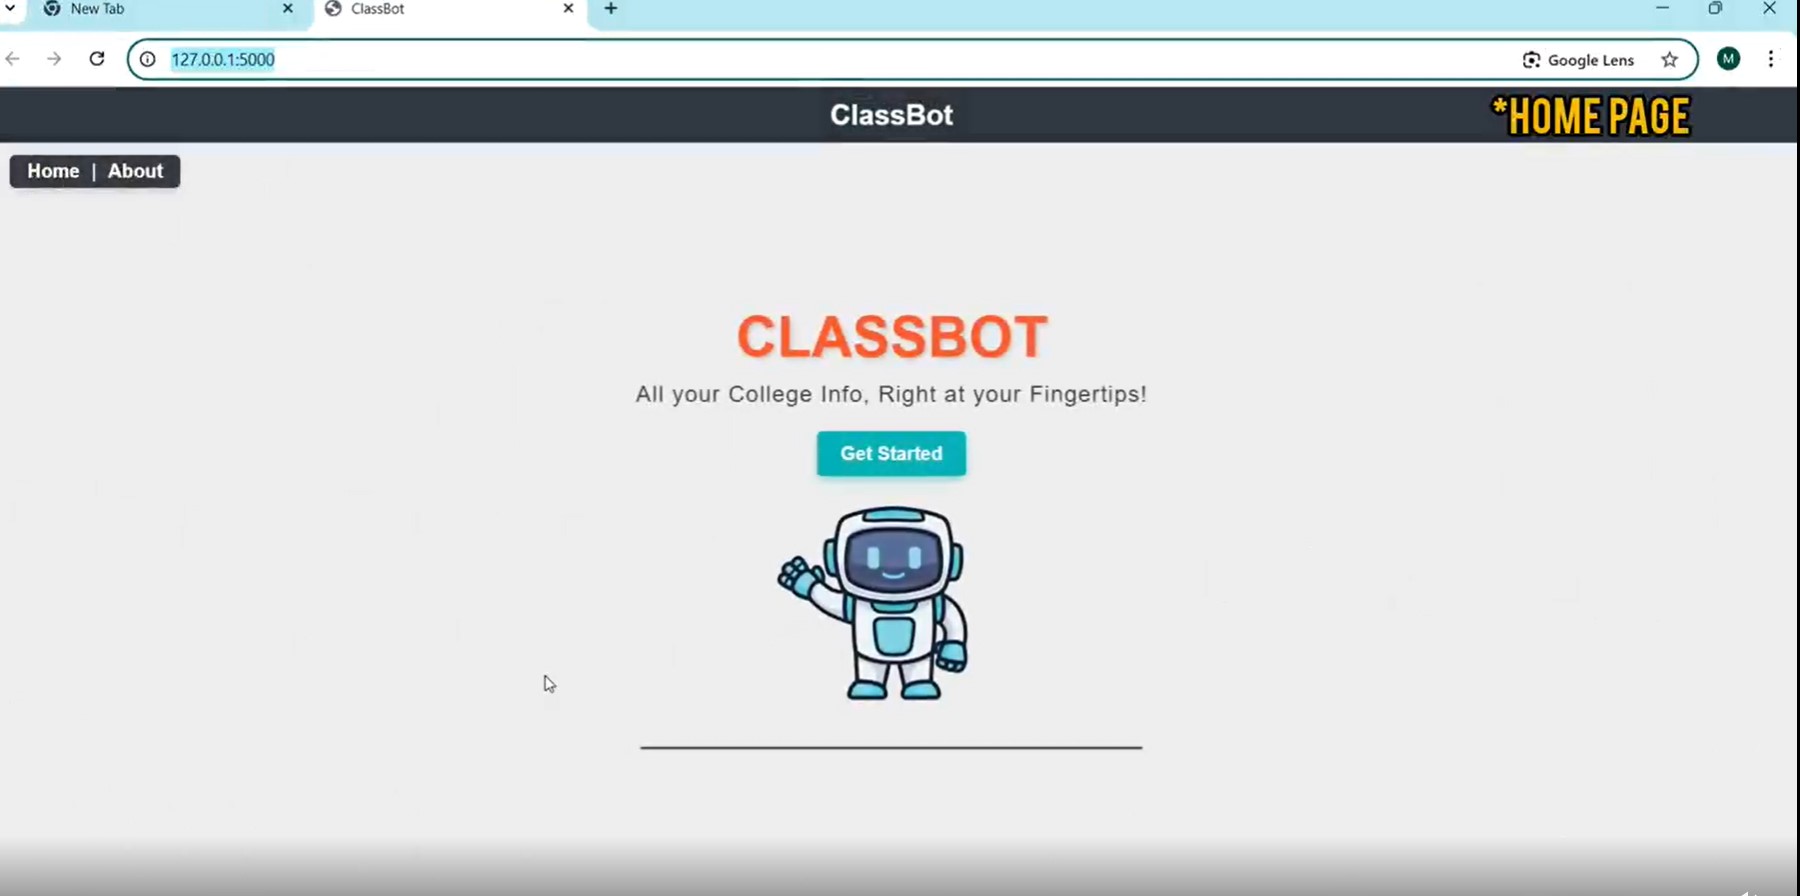 New Tab
ClassBot
127.0.0.1:5000
Google Lens
M
ClassBot
*HOME PAGE
Home | About
CLASSBOT
All your College Info, Right at your Fingertips!
Get Started